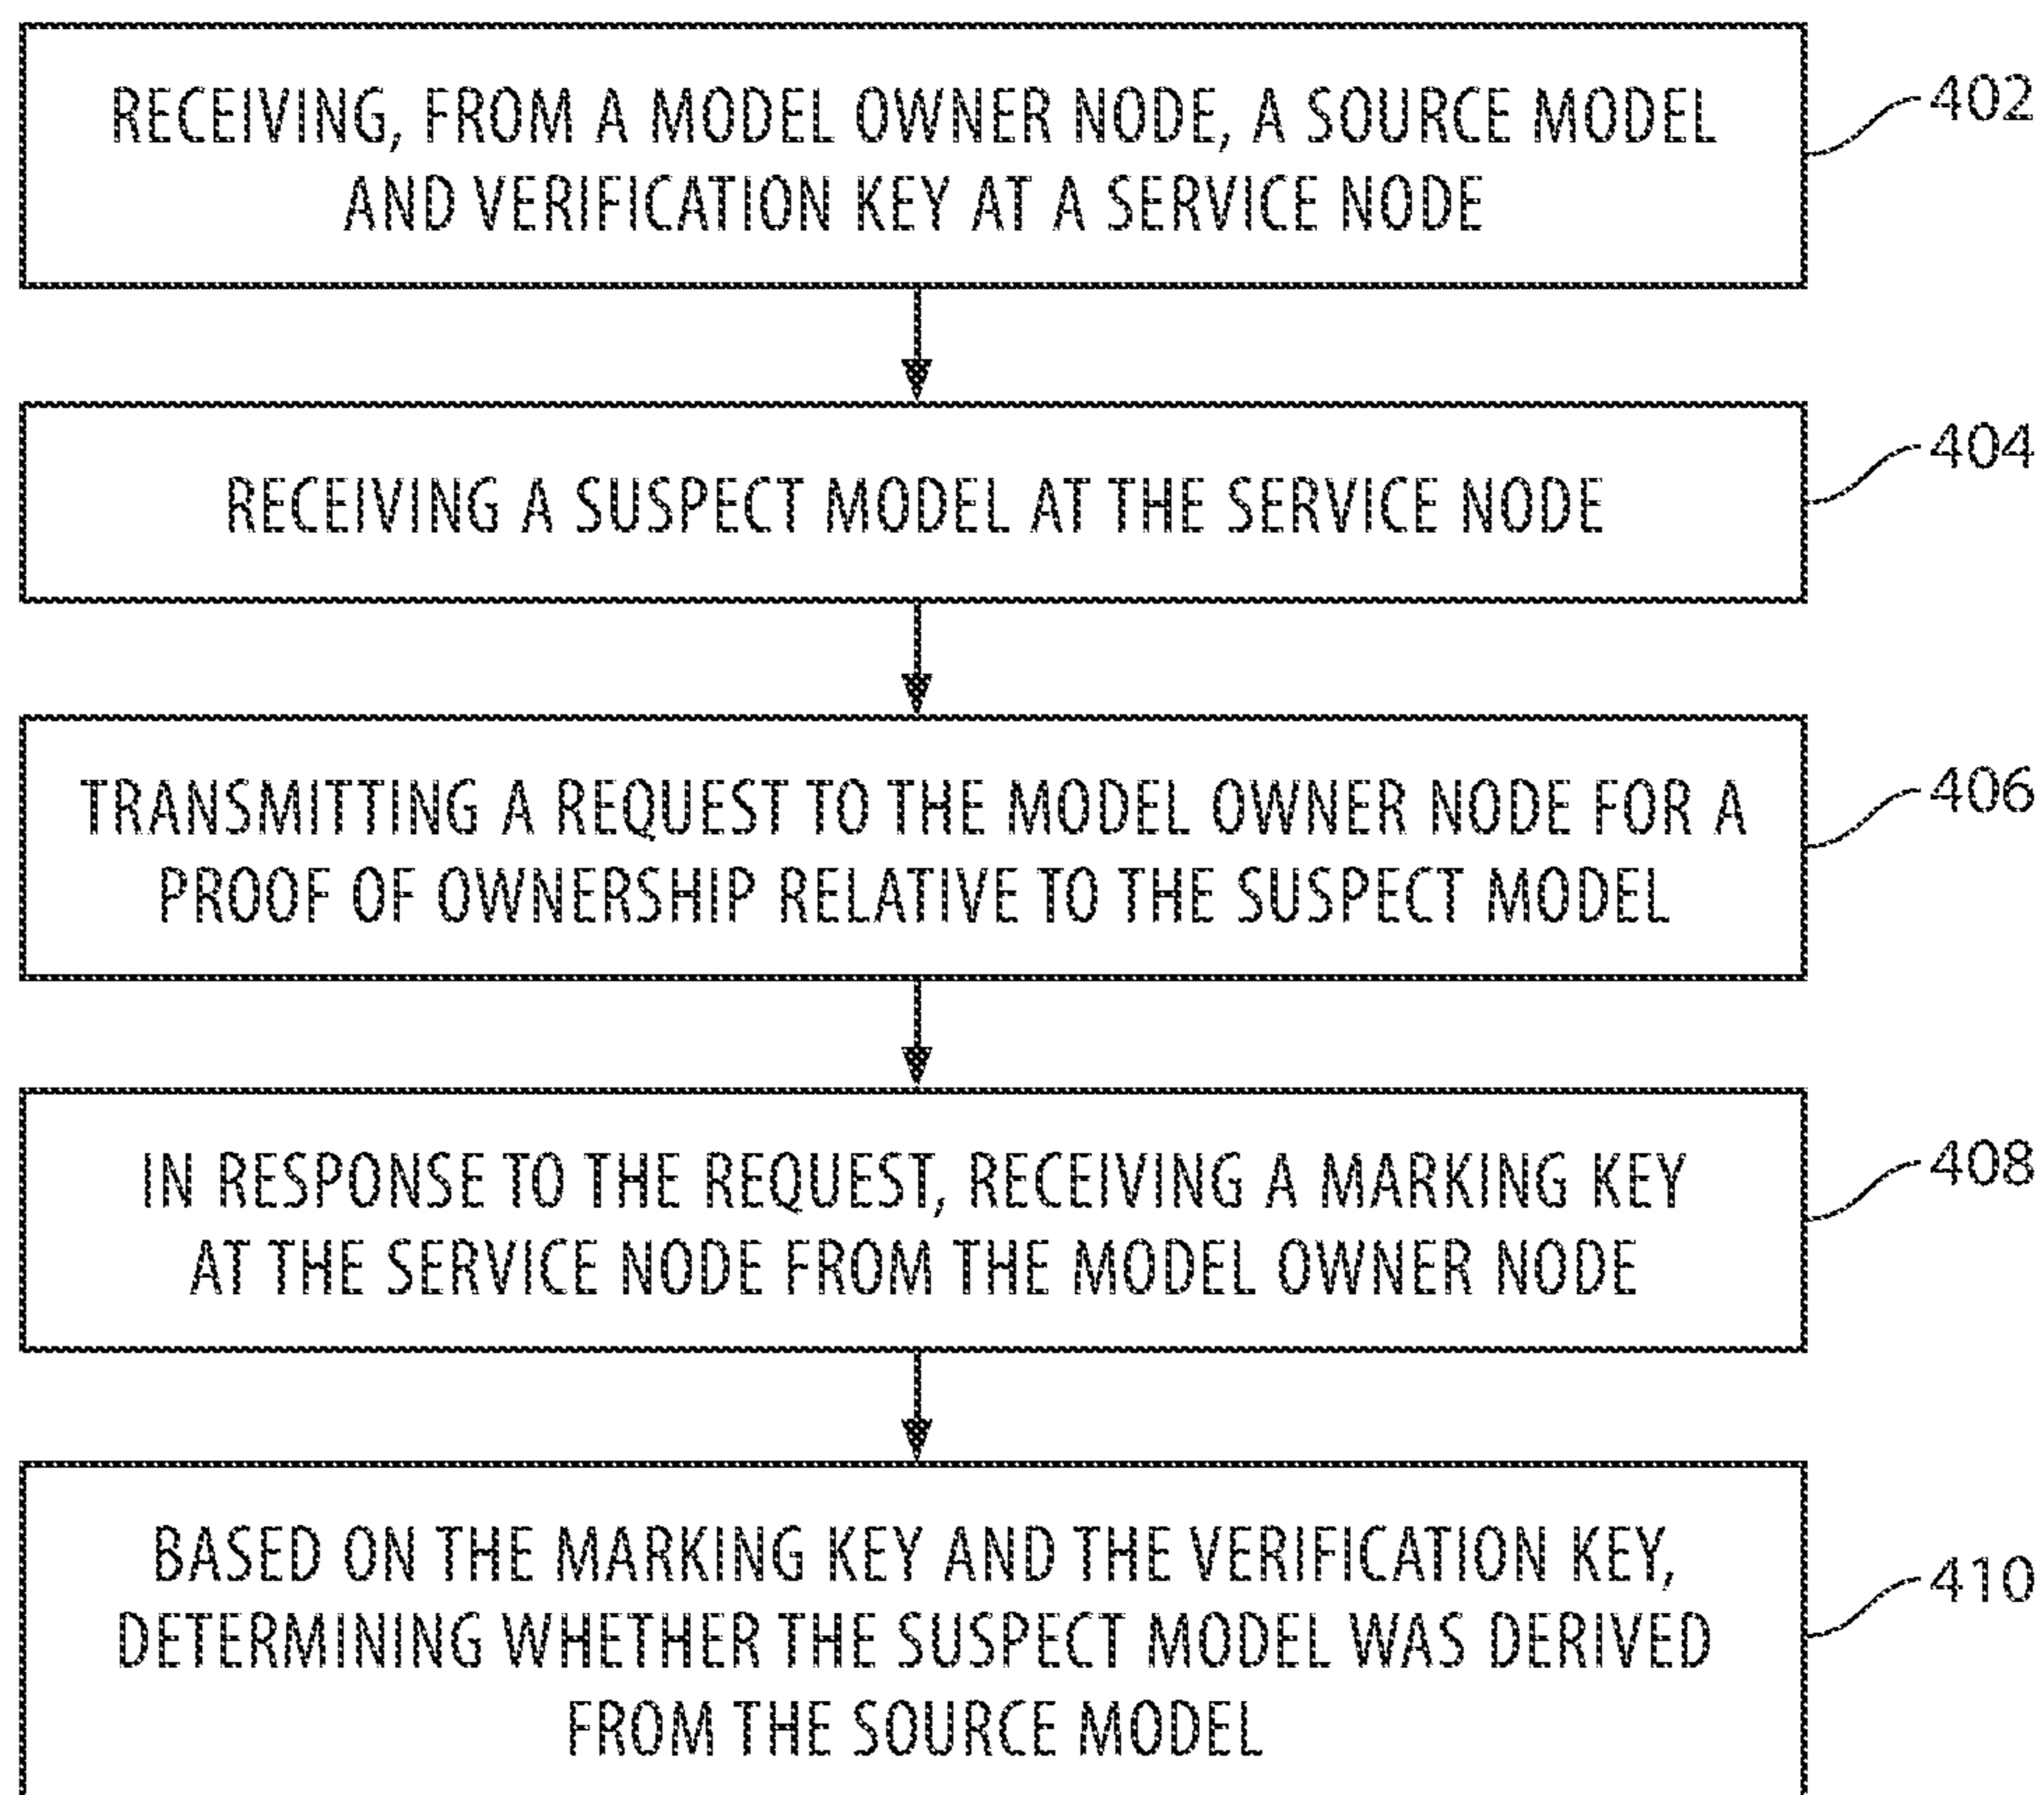 RECEIVING, FROM A MODEL OWNER NODE, A SOURCE MODEL
AND VERIFICATION KEY AT A SERVICE NODE
402
RECEIVING A SUSPECT MODEL AT THE SERVICE NODE
404
TRANSMITTING A REQUEST TO THE MODEL OWNER NODE FOR A
PROOF OF OWNERSHIP RELATIVE TO THE SUSPECT MODEL
406
IN RESPONSE TO THE REQUEST, RECEIVING A MARKING KEY
AT THE SERVICE NODE FROM THE MODEL OWNER NODE
408
BASED ON THE MARKING KEY AND THE VERIFICATION KEY,
DETERMINING WHETHER THE SUSPECT MODEL WAS DERIVED
FROM THE SOURCE MODEL
410